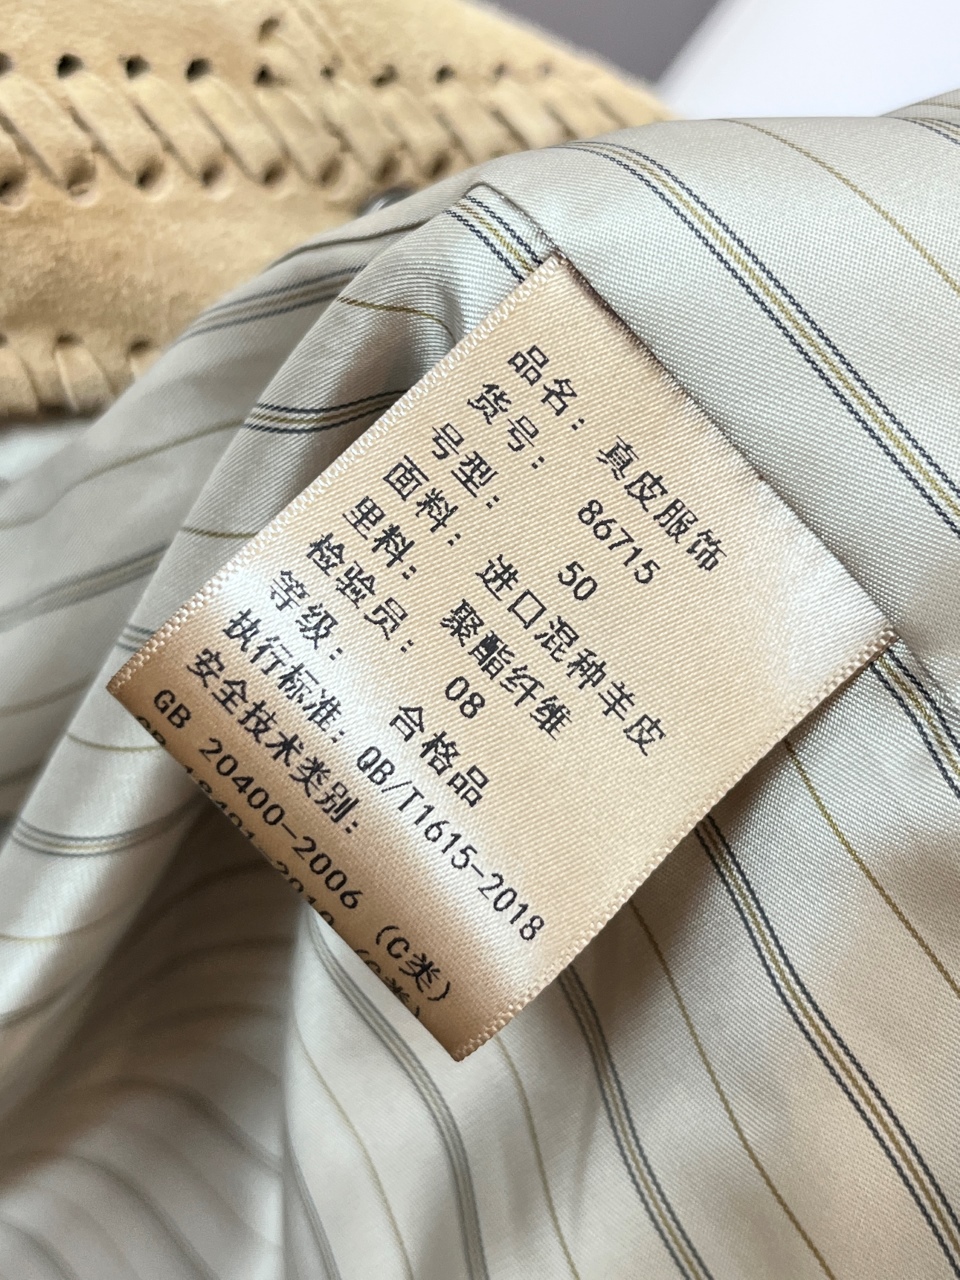 品名： 真皮服饰
货号： 86715
号型： 50
面料： 进口混种羊皮
里料： 聚酯纤维
检验员： 08
等级： 合格品
执行标准：QB/T1615-2018
安全技术类别：
GB 20400-2006 (C类)